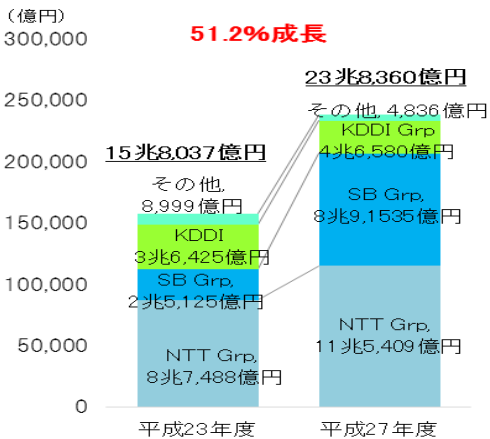 （億円）
51.2%成長
300,000
250,000
200,000
150,000
100,000
50,000
0
15兆8,037億円
その他,
8,999億円
KDDI
3兆6,425億円
SB Grp,
2兆5,125億円
NTT Grp,
8兆7,488億円
平成23年度
23兆8,360億円
その他, 4,836億円
KDDI Grp
4兆6,580億円
SB Grp,
8兆9,1535億円
NTT Grp,
11兆5,409億円
平成27年度